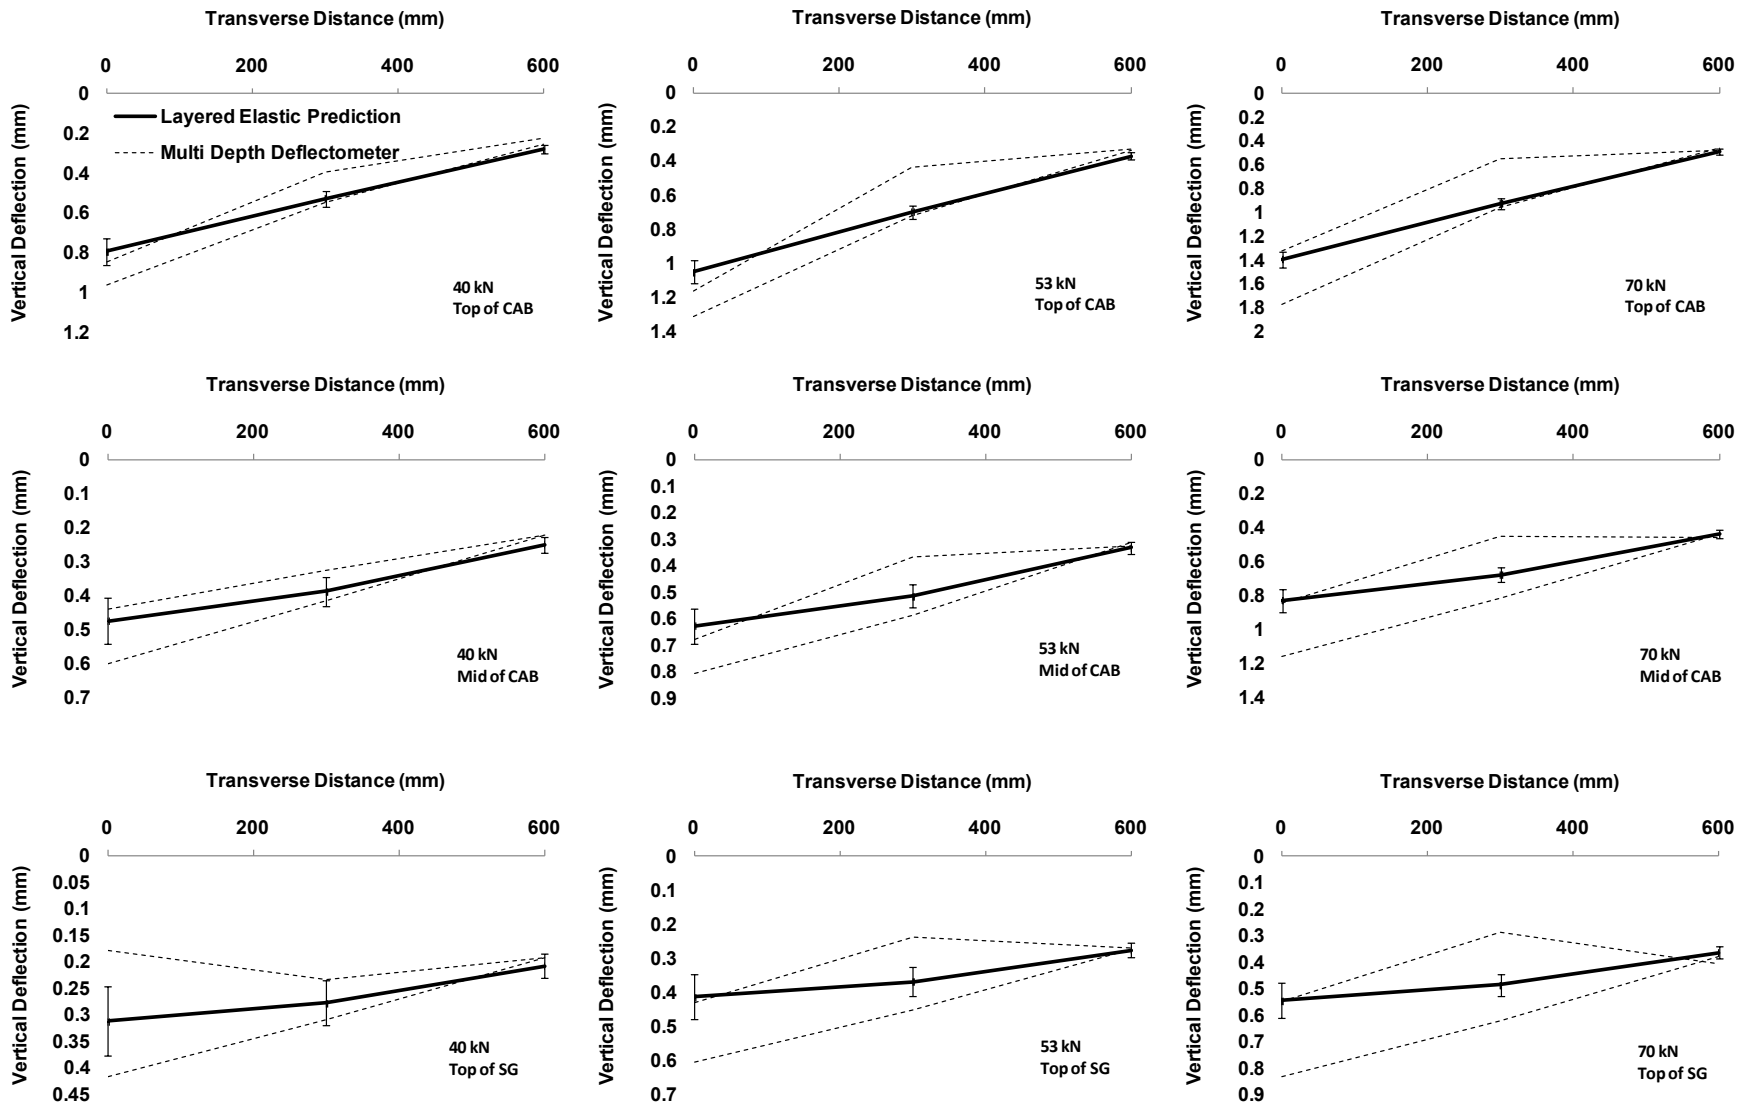 Transverse Distance (mm)
0 200 400 600
Vertical Deflection (mm)
0
0.2
0.4
0.6
0.8
1
1.2
Layered Elastic Prediction
Multi Depth Deflectometer
40 kN
Top of CAB
Transverse Distance (mm)
0 200 400 600
Vertical Deflection (mm)
0
0.2
0.4
0.6
0.8
1
1.2
1.4
53 kN
Top of CAB
Transverse Distance (mm)
0 200 400 600
Vertical Deflection (mm)
0
0.2
0.4
0.6
0.8
1
1.2
1.4
1.6
1.8
2
70 kN
Top of CAB
Transverse Distance (mm)
0 200 400 600
Vertical Deflection (mm)
0
0.1
0.2
0.3
0.4
0.5
0.6
0.7
40 kN
Mid of CAB
Transverse Distance (mm)
0 200 400 600
Vertical Deflection (mm)
0
0.1
0.2
0.3
0.4
0.5
0.6
0.7
0.8
0.9
53 kN
Mid of CAB
Transverse Distance (mm)
0 200 400 600
Vertical Deflection (mm)
0
0.2
0.4
0.6
0.8
1
1.2
1.4
70 kN
Mid of CAB
Transverse Distance (mm)
0 200 400 600
Vertical Deflection (mm)
0
0.05
0.1
0.15
0.2
0.25
0.3
0.35
0.4
0.45
40 kN
Top of SG
Transverse Distance (mm)
0 200 400 600
Vertical Deflection (mm)
0
0.1
0.2
0.3
0.4
0.5
0.6
0.7
53 kN
Top of SG
Transverse Distance (mm)
0 200 400 600
Vertical Deflection (mm)
0
0.1
0.2
0.3
0.4
0.5
0.6
0.7
0.8
0.9
70 kN
Top of SG